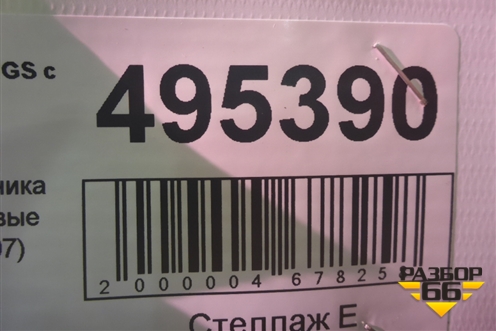 GS с
495390
ника
вые
07)
2 000004 67825
Стеллаж Е
РАЗБОР
66